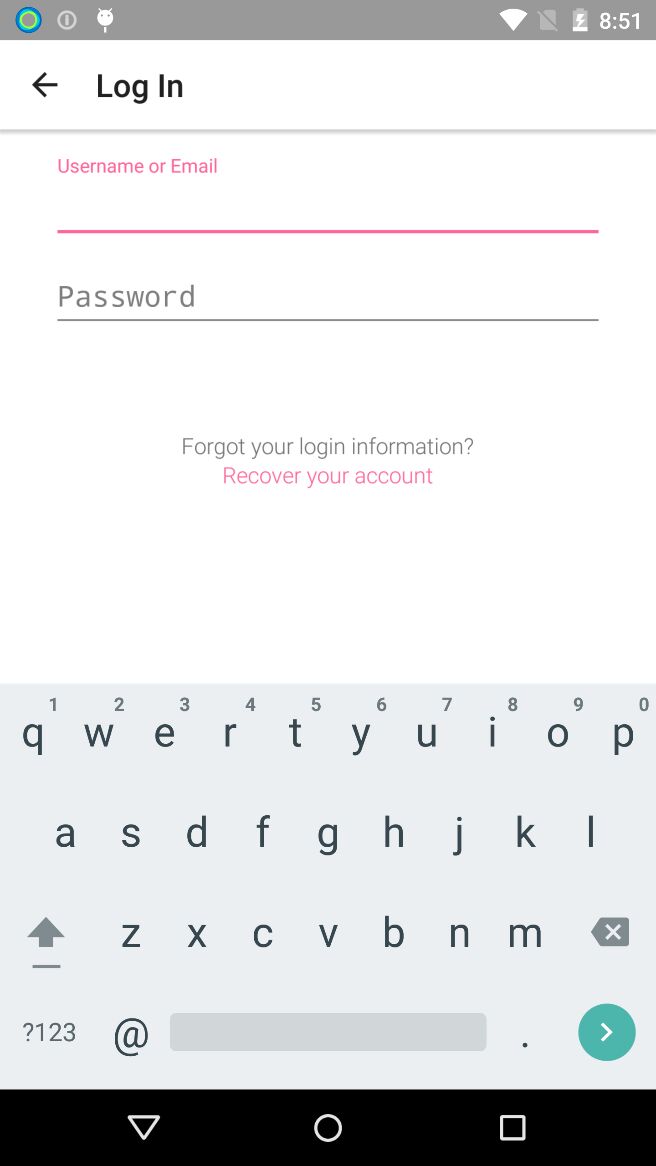 8:51
Log In
Username or Email
Password
Forgot your login information?
Recover your account
1 2 3 4 5 6 7 8 9 0
q w e r t y u i o p
a s d f g h j k l
z x c v b n m
?123 @ .